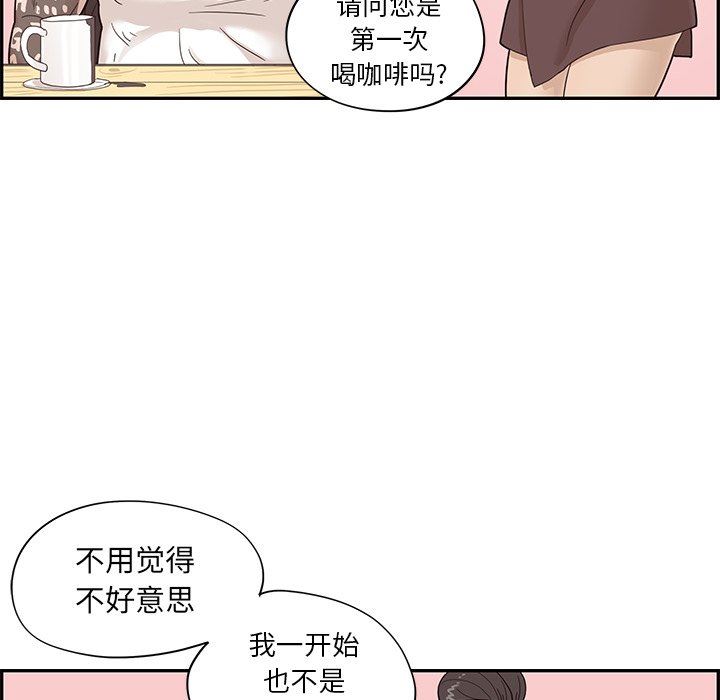 请问您是
第一次
喝咖啡吗?
不用觉得
不好意思
我一开始
也不是